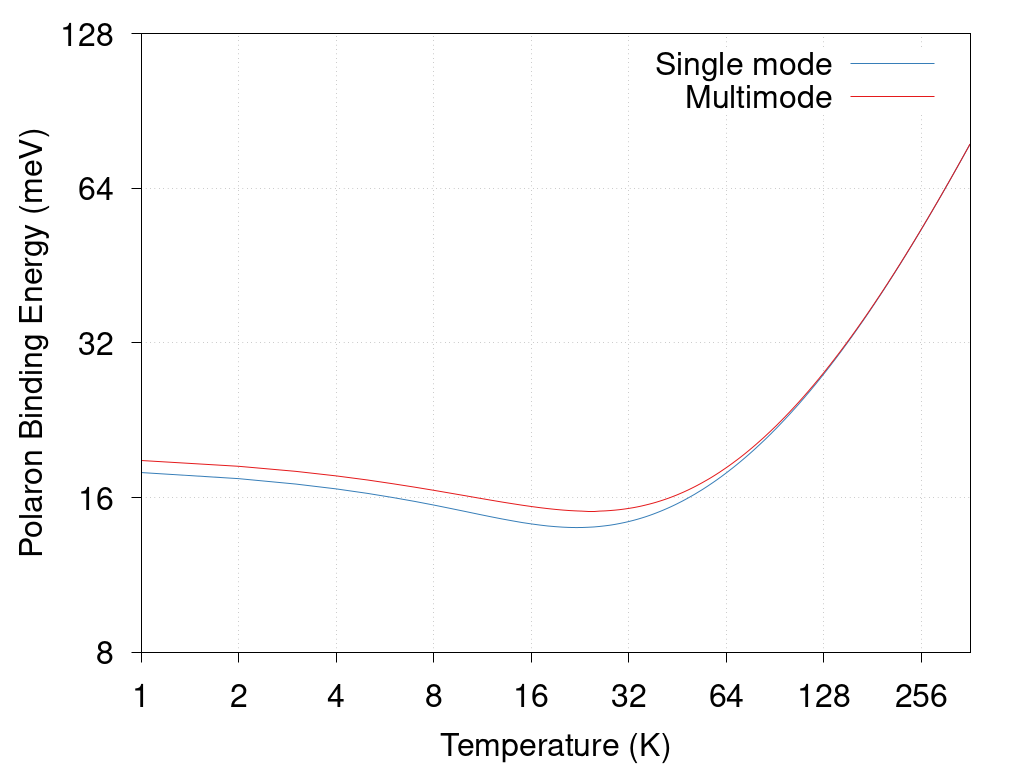 128
64
32
16
8
Polaron Binding Energy (meV)
Single mode
Multimode
1 2 4 8 16 32 64 128 256
Temperature (K)